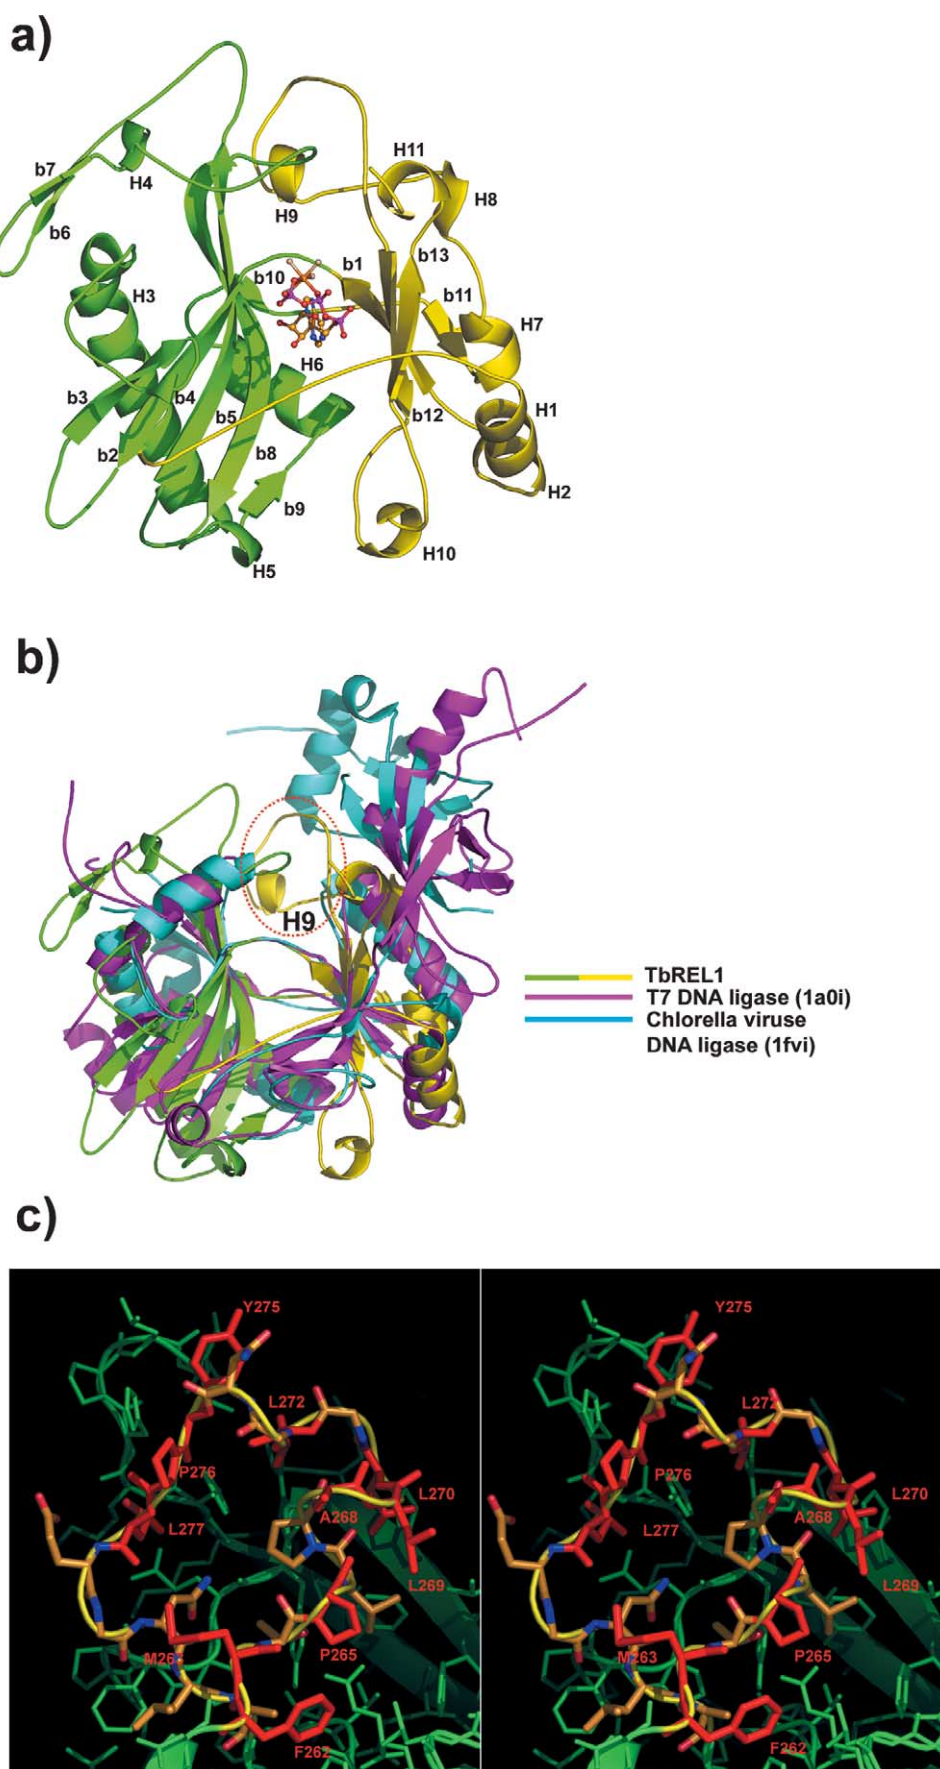 a)
b7
H4
b6
H9
H11
H8
b13
b1
b10
H3
b11
H7
H6
b3
b4
b5
H1
b12
b2
b8
H2
b9
H10
H5
b)
H9
TbREL1
T7 DNA ligase (1a0i)
Chlorella viruse
DNA ligase (1fvi)
c)
Y275
L272
P276
L270
A268
L277
L269
P265
F262
Y275
L272
P276
L270
A268
L277
L269
M263
P265
F262